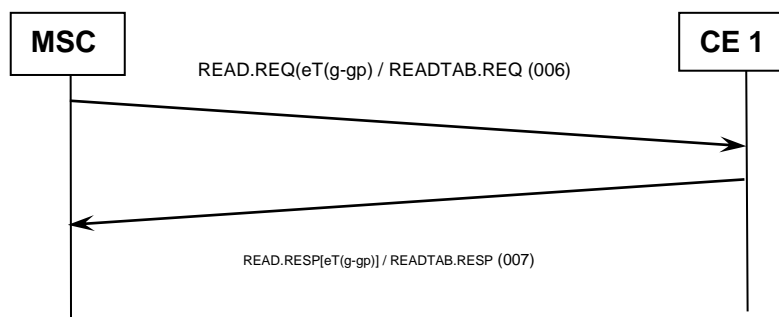 MSC
CE 1
READ.REQ(eT(g-gp) / READTAB.REQ (006)
READ.RESP[eT(g-gp)] / READTAB.RESP (007)